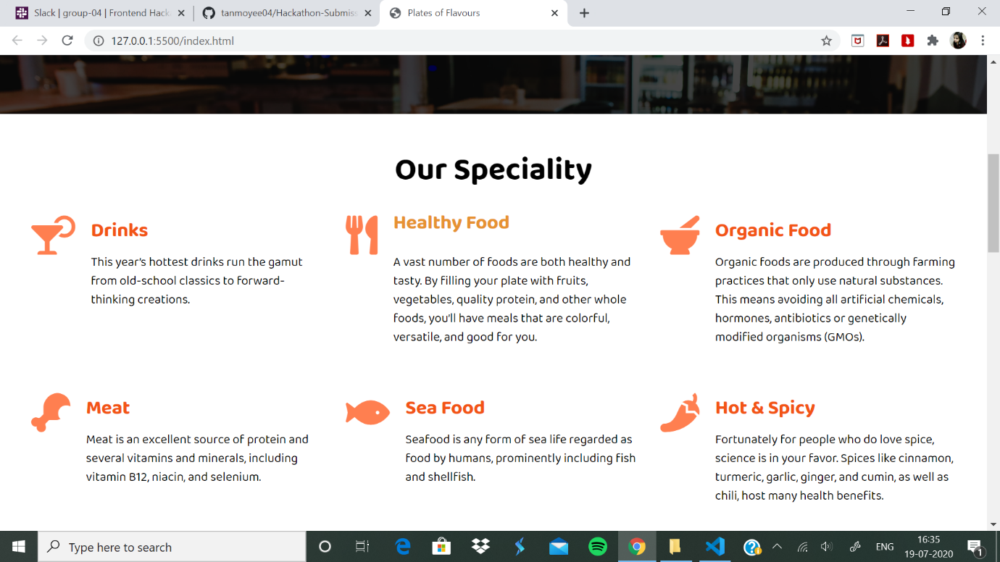 Slack | group-04 | Frontend Hack
tanmoyee04/Hackathon-Submiss
Plates of Flavours
127.0.0.1:5500/index.html
Our Speciality
Drinks
This year's hottest drinks run the gamut
from old-school classics to forward-
thinking creations.
Healthy Food
A vast number of foods are both healthy and
tasty. By filling your plate with fruits,
vegetables, quality protein, and other whole
foods, you'll have meals that are colorful,
versatile, and good for you.
Organic Food
Organic foods are produced through farming
practices that only use natural substances.
This means avoiding all artificial chemicals,
hormones, antibiotics or genetically
modified organisms (GMOs).
Meat
Meat is an excellent source of protein and
several vitamins and minerals, including
vitamin B12, niacin, and selenium.
Sea Food
Seafood is any form of sea life regarded as
food by humans, prominently including fish
and shellfish.
Hot & Spicy
Fortunately for people who do love spice,
science is in your favor. Spices like cinnamon,
turmeric, garlic, ginger, and cumin, as well as
chili, host many health benefits.
Type here to search
ENG
16:35
19-07-2020
1